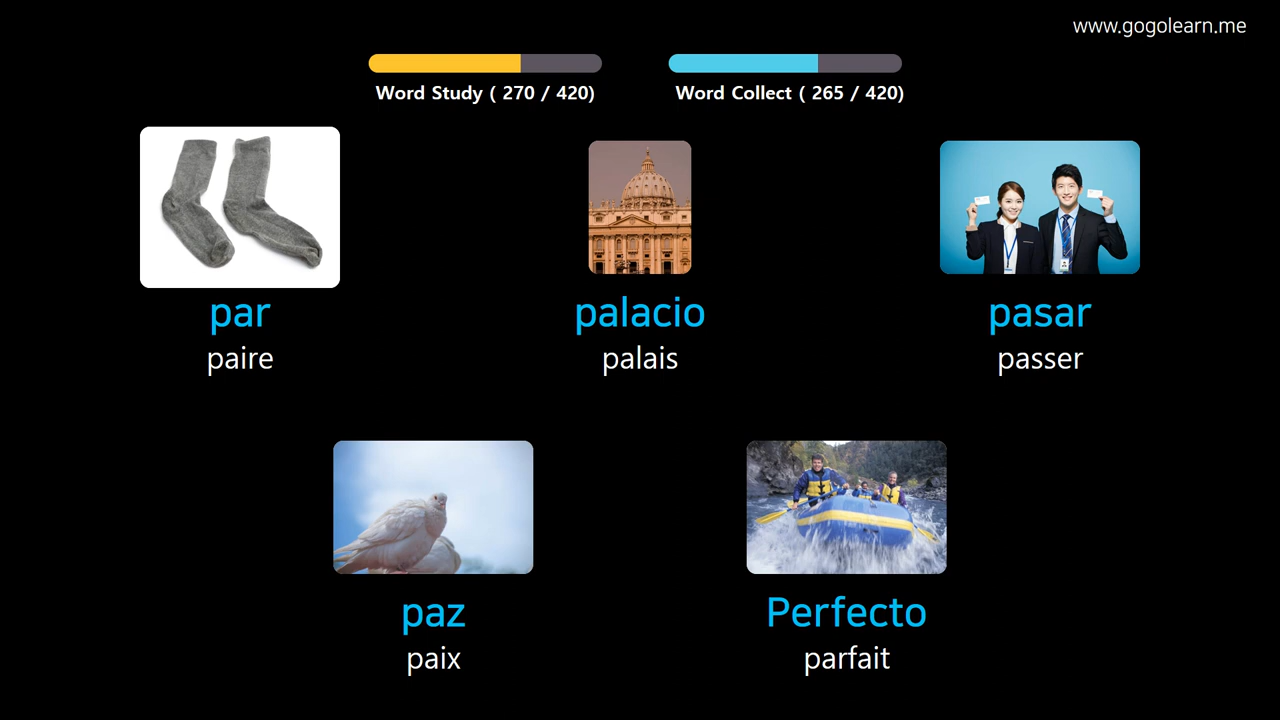 www.gogolearn.me
Word Study ( 270 / 420)
Word Collect ( 265 / 420)
par
paire
palacio
palais
pasar
passer
paz
paix
Perfecto
parfait